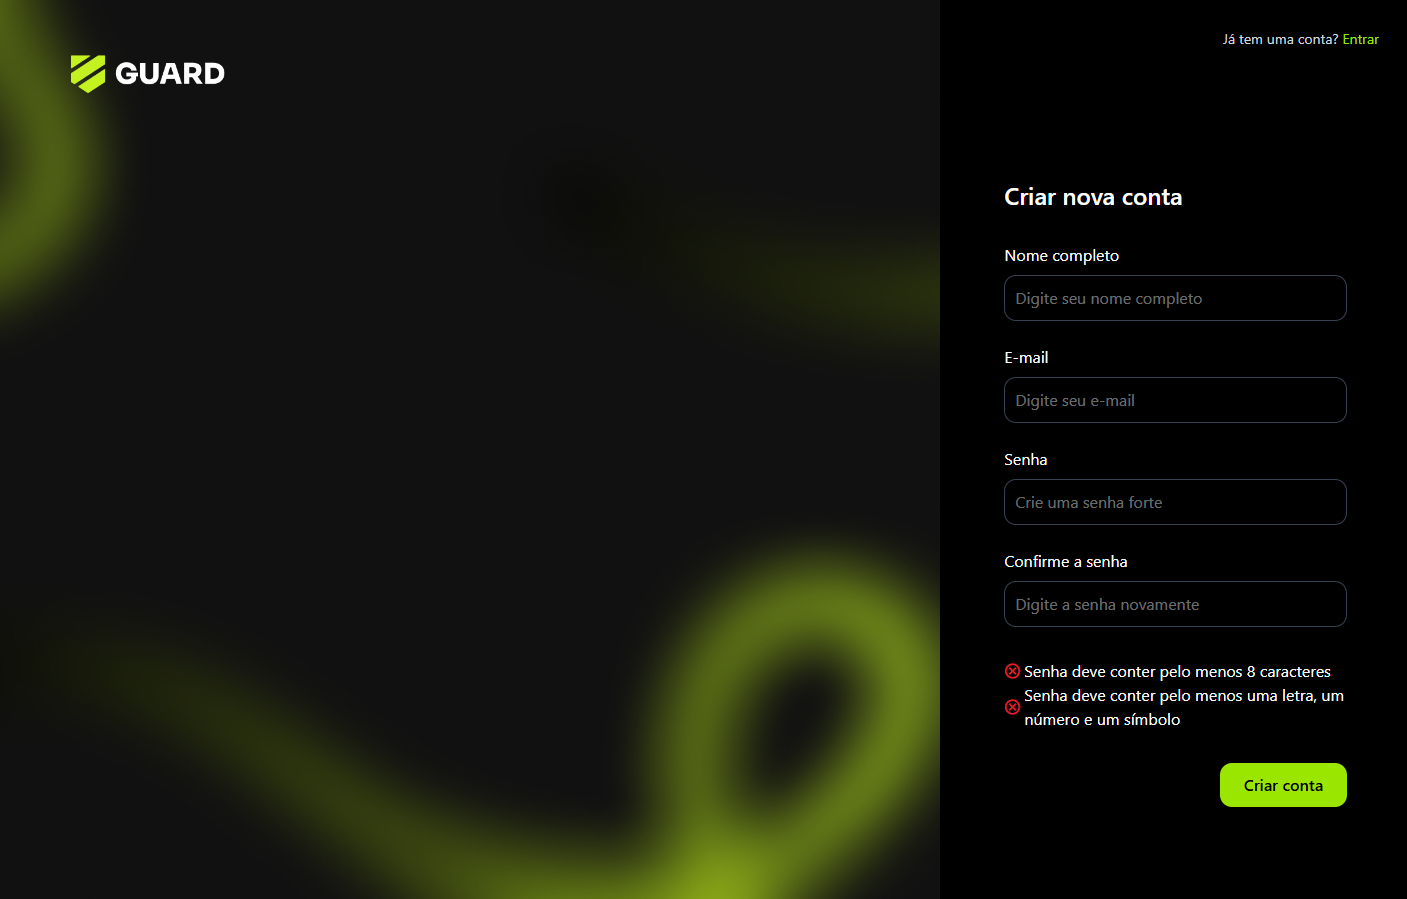 GUARD
Já tem uma conta? Entrar
Criar nova conta
Nome completo
Digite seu nome completo
E-mail
Digite seu e-mail
Senha
Crie uma senha forte
Confirme a senha
Digite a senha novamente
Senha deve conter pelo menos 8 caracteres
Senha deve conter pelo menos uma letra, um
número e um símbolo
Criar conta